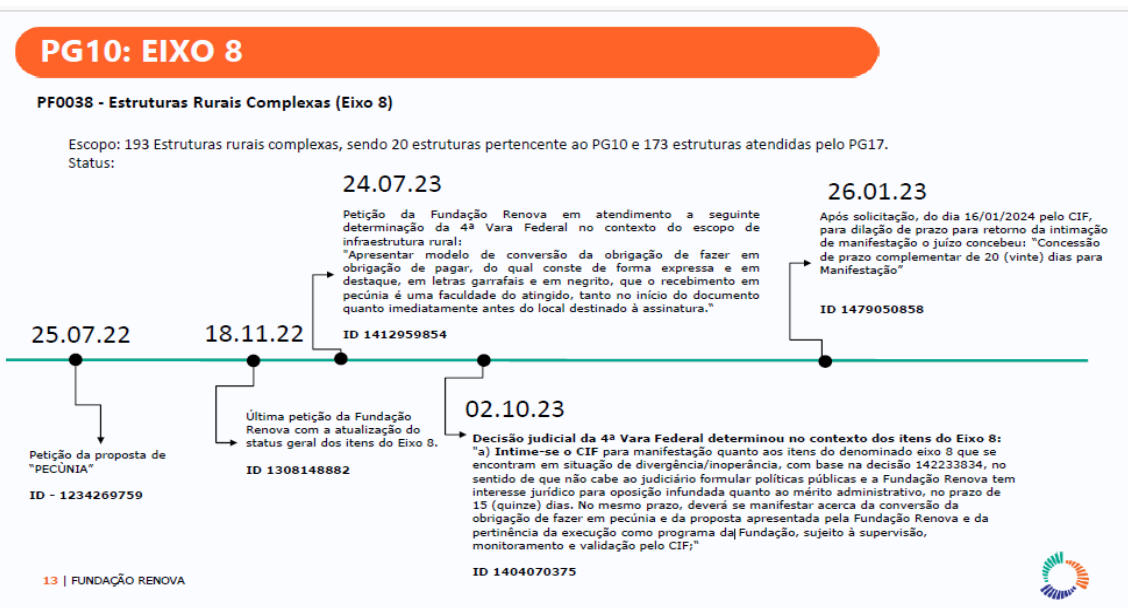 PG10: EIXO 8
PF0038 - Estruturas Rurais Complexas (Eixo 8)
Escopo: 193 Estruturas rurais complexas, sendo 20 estruturas pertencente ao PG10 e 173 estruturas atendidas pelo PG17.
Status:
25.07.22
Petição da proposta de
“PECÙNIA”
ID - 1234269759
18.11.22
Última petição da Fundação
Renova com a atualização do
status geral dos itens do Eixo 8.
ID 1308148882
24.07.23
Petição da Fundação Renova em atendimento a seguinte
determinação da 4ª Vara Federal no contexto do escopo de
infraestrutura rural:
"Apresentar modelo de conversão da obrigação de fazer em
obrigação de pagar, do qual conste de forma expressa e em
destaque, em letras garrafais e em negrito, que o recebimento em
pecúnia é uma faculdade do atingido, tanto no início do documento
quanto imediatamente antes do local destinado à assinatura.“
ID 1412959854
02.10.23
Decisão judicial da 4ª Vara Federal determinou no contexto dos itens do Eixo 8:
"a) Intime-se o CIF para manifestação quanto aos itens do denominado eixo 8 que se
encontram em situação de divergência/inoperância, com base na decisão 142233834, no
sentido de que não cabe ao judiciário formular políticas públicas e a Fundação Renova tem
interesse jurídico para oposição infundada quanto ao mérito administrativo, no prazo de
15 (quinze) dias. No mesmo prazo, deverá se manifestar acerca da conversão da
obrigação de fazer em pecúnia e da proposta apresentada pela Fundação Renova e da
pertinência da execução como programa da Fundação, sujeito à supervisão,
monitoramento e validação pelo CIF;“
ID 1404070375
26.01.23
Após solicitação, do dia 16/01/2024 pelo CIF,
para dilação de prazo para retorno da intimação
de manifestação o juízo concebeu: “Concessão
de prazo complementar de 20 (vinte) dias para
Manifestação”
ID 1479050858
13 | FUNDAÇÃO RENOVA